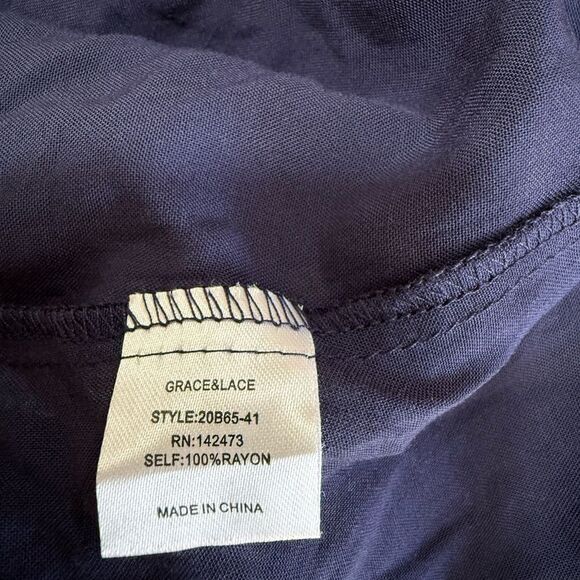 GRACE&LACE
STYLE:20B65-41
RN:142473
SELF:100%RAYON
MADE IN CHINA